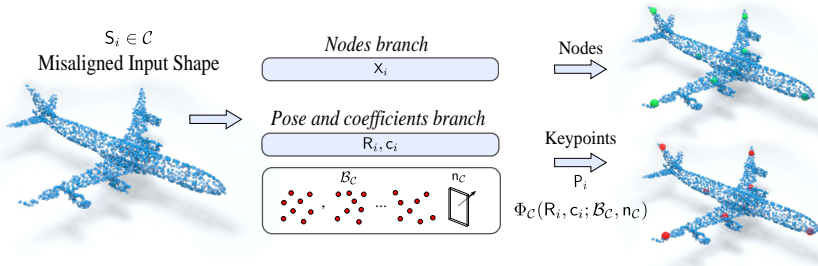 S_i ∈ C
Misaligned Input Shape
Nodes branch
X_i
Pose and coefficients branch
R_i, c_i
B_C
, ...
n_C
Nodes
Keypoints
P_i
Φ_C(R_i, c_i; B_C, n_C)